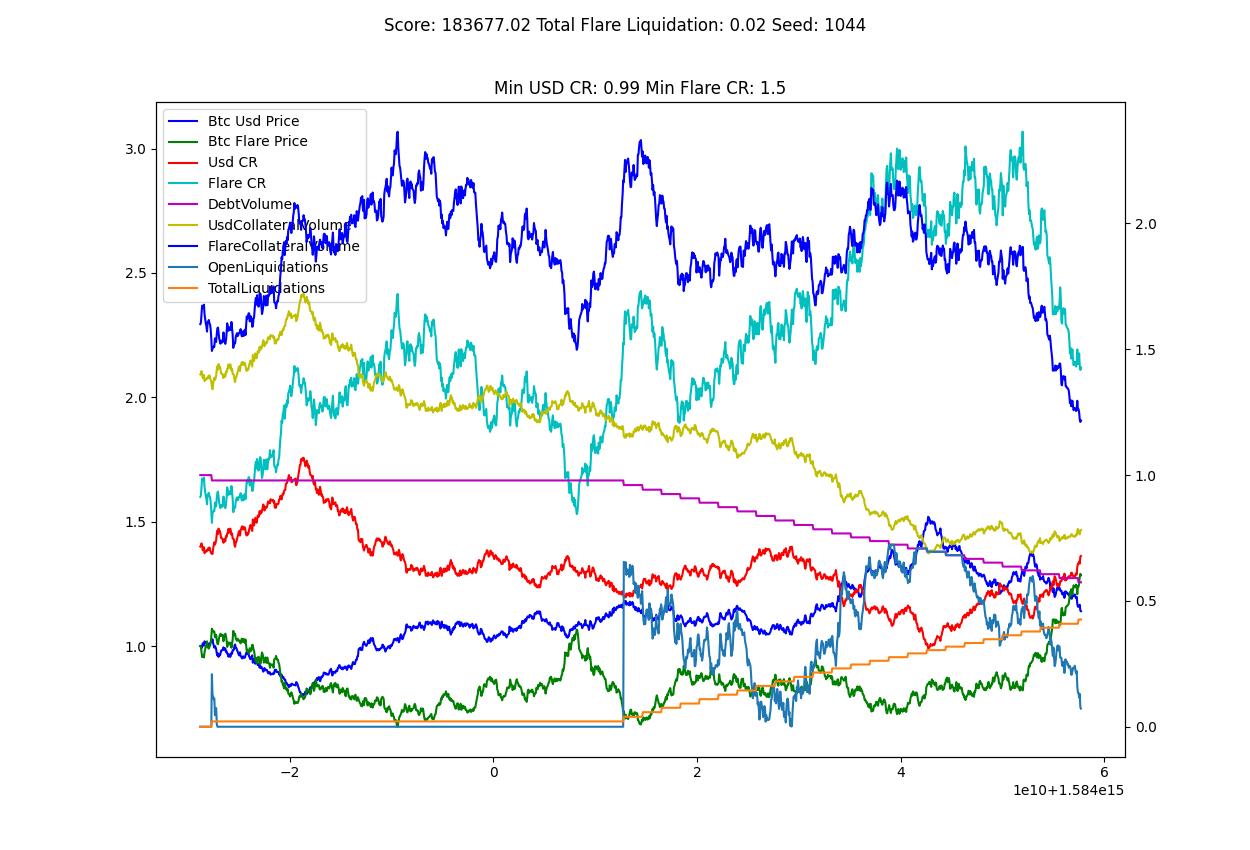 Score: 183677.02 Total Flare Liquidation: 0.02 Seed: 1044
Min USD CR: 0.99 Min Flare CR: 1.5
Btc Usd Price
Btc Flare Price
Usd CR
Flare CR
DebtVolume
UsdCollateralVolume
FlareCollateralVolume
OpenLiquidations
TotalLiquidations
3.0
2.5
2.0
1.5
1.0
2.0
1.5
1.0
0.5
0.0
−2
0
2
4
6
1e10+1.584e15